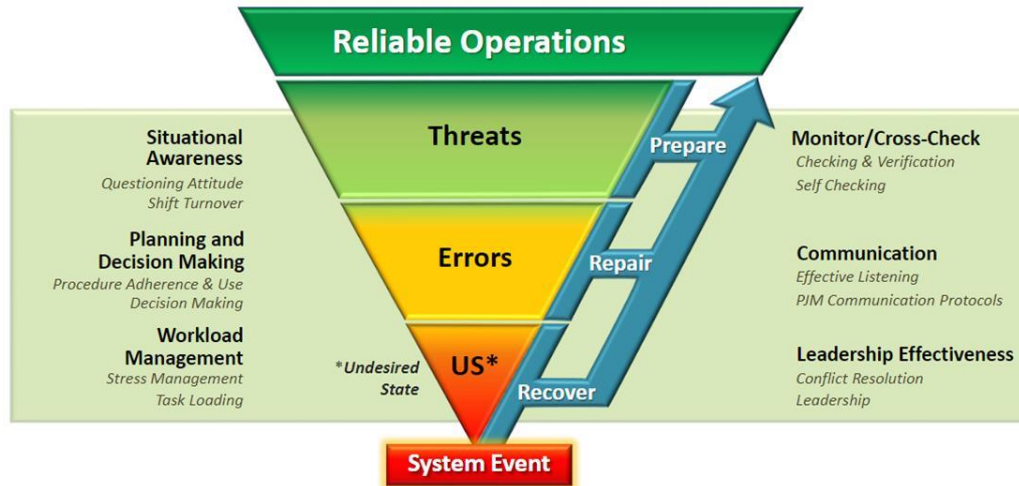 Reliable Operations
Situational
Awareness
Questioning Attitude
Shift Turnover
Planning and
Decision Making
Procedure Adherence & Use
Decision Making
Workload
Management
Stress Management
Task Loading
Threats
Errors
US*
*Undesired
State
Prepare
Repair
Recover
Monitor/Cross-Check
Checking & Verification
Self Checking
Communication
Effective Listening
PJM Communication Protocols
Leadership Effectiveness
Conflict Resolution
Leadership
System Event